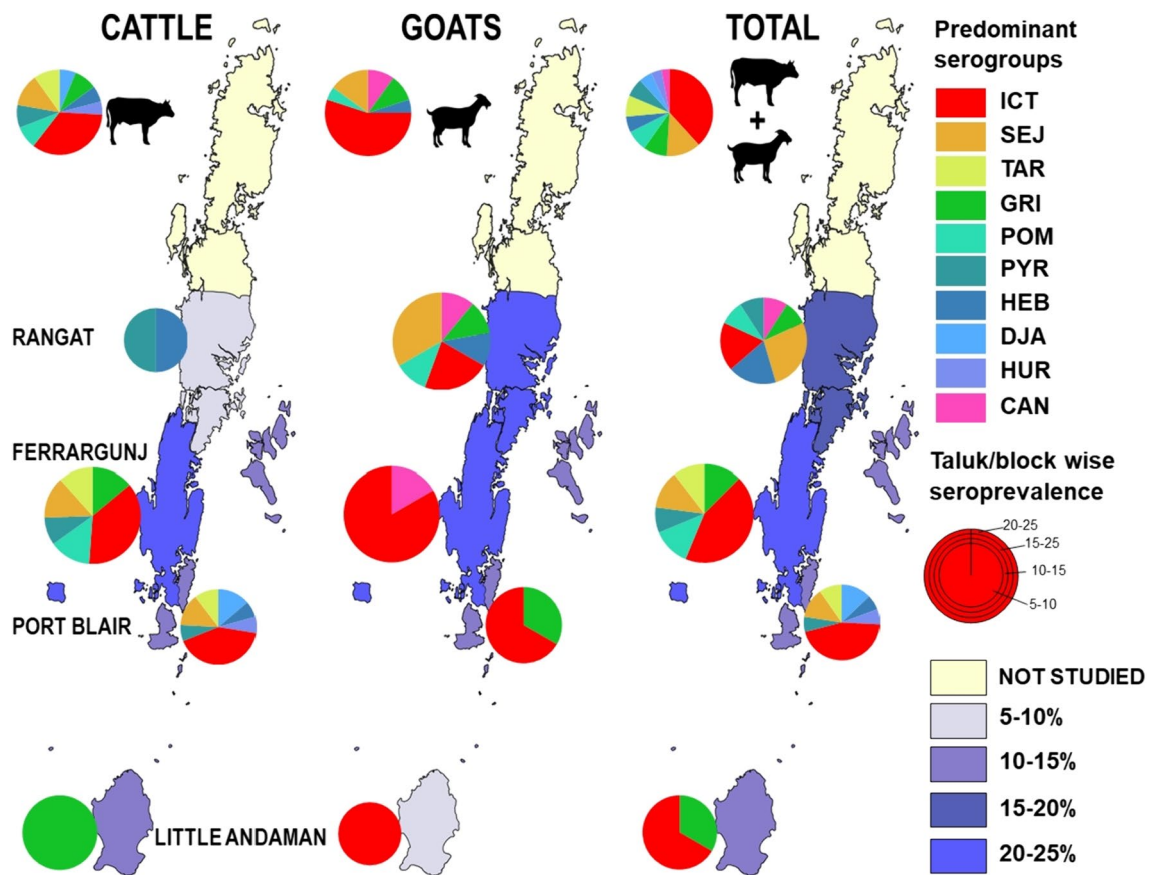 CATTLE
GOATS
TOTAL
+
Predominant
serogroups
ICT
SEJ
TAR
GRI
POM
PYR
HEB
DJA
HUR
CAN
RANGAT
FERRARGUNJ
PORT BLAIR
LITTLE ANDAMAN
Taluk/block wise
seroprevalence
20-25
15-25
10-15
5-10
NOT STUDIED
5-10%
10-15%
15-20%
20-25%